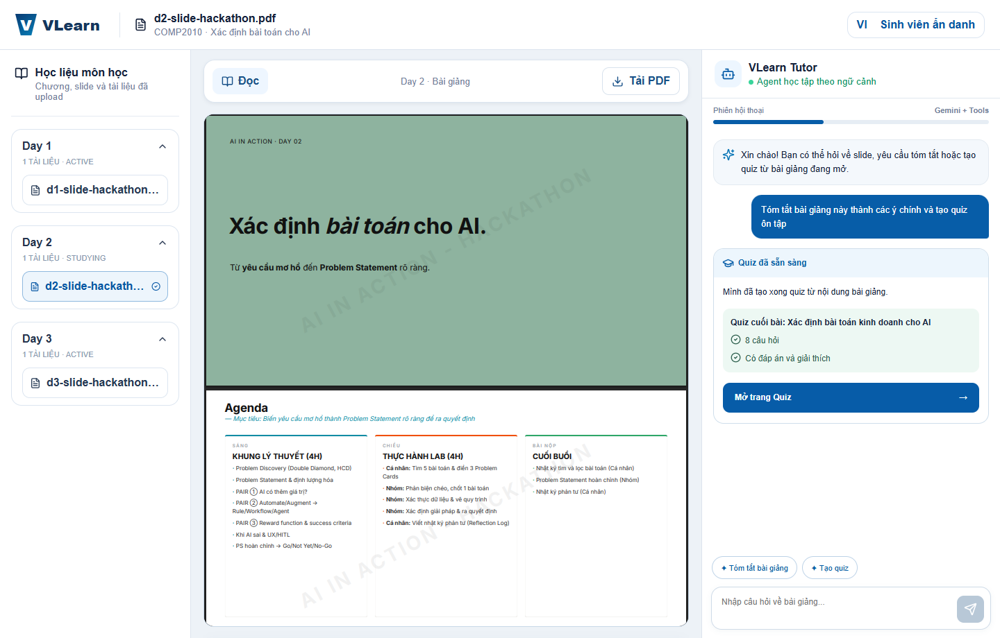 VLearn
d2-slide-hackathon.pdf
COMP2010 · Xác định bài toán cho AI
VI Sinh viên ẩn danh
Học liệu môn học
Chương, slide và tài liệu đã
upload
Day 1
1 TÀI LIỆU · ACTIVE
d1-slide-hackathon...
Day 2
1 TÀI LIỆU · STUDYING
d2-slide-hackath...
Day 3
1 TÀI LIỆU · ACTIVE
d3-slide-hackathon...
Đọc
Day 2 · Bài giảng
Tải PDF
AI IN ACTION · DAY 02
Xác định bài toán cho AI.
Từ yêu cầu mơ hồ đến Problem Statement rõ ràng.
AI IN ACTION - HACKATHON
Agenda
— Mục tiêu: Biến yêu cầu mơ hồ thành Problem Statement rõ ràng để ra quyết định
SÁNG
KHUNG LÝ THUYẾT (4H)
· Problem Discovery (Double Diamond, HCD)
· Problem Statement & định lượng hóa
· PAIR ① AI có thêm giá trị?
· PAIR ② Automate/Augment →
Rule/Workflow/Agent
· PAIR ③ Reward function & success criteria
· Khi AI sai & UX/HITL
· PS hoàn chỉnh → Go/Not Yet/No-Go
CHIỀU
THỰC HÀNH LAB (4H)
· Cá nhân: Tìm 5 bài toán & điền 3 Problem
Cards
· Nhóm: Phản biện chéo, chốt 1 bài toán
· Nhóm: Xác thực dữ liệu & vẽ quy trình
· Nhóm: Xác định giải pháp & ra quyết định
· Cá nhân: Viết nhật ký phản tư (Reflection Log)
BÀI NỘP
CUỐI BUỔI
· Nhật ký tìm và lọc bài toán (Cá nhân)
· Problem Statement hoàn chỉnh (Nhóm)
· Nhật ký phản tư (Cá nhân)
AI IN ACTION - HACKATHON
VLearn Tutor
Agent học tập theo ngữ cảnh
Phiên hội thoại
Gemini + Tools
Xin chào! Bạn có thể hỏi về slide, yêu cầu tóm tắt hoặc tạo
quiz từ bài giảng đang mở.
Tóm tắt bài giảng này thành các ý chính và tạo quiz
ôn tập
Quiz đã sẵn sàng
Mình đã tạo xong quiz từ nội dung bài giảng.
Quiz cuối bài: Xác định bài toán kinh doanh cho AI
8 câu hỏi
Có đáp án và giải thích
Mở trang Quiz →
✦ Tóm tắt bài giảng
✦ Tạo quiz
Nhập câu hỏi về bài giảng...